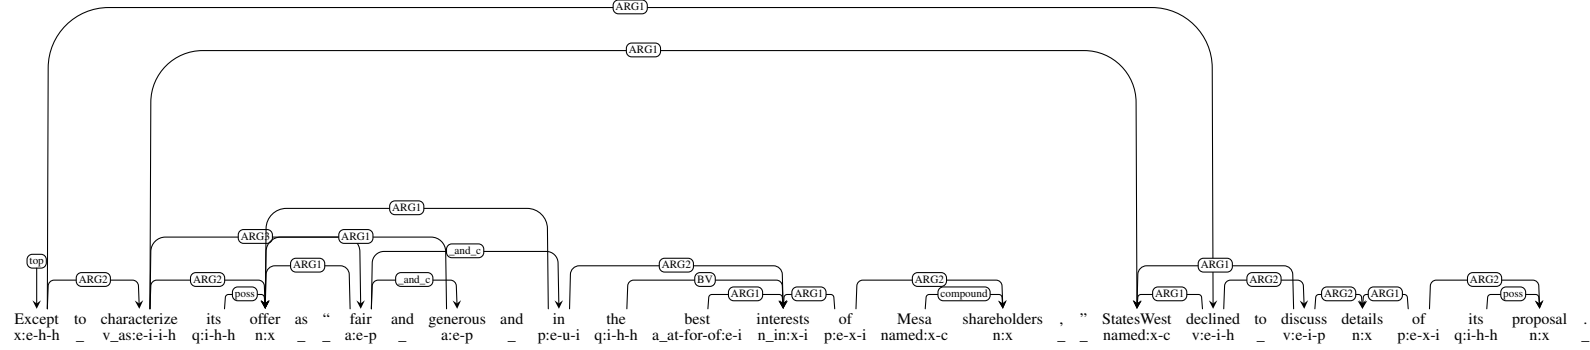 ARG1
ARG1
ARG1
ARG3 ARG1
_and_c
top ARG1 ARG2 ARG1
ARG2 ARG2 _and_c BV ARG2 ARG2 ARG2
poss ARG1 ARG1 compound ARG1 ARG2 ARG1 poss
Except to characterize its offer as “ fair and generous and in the best interests of Mesa shareholders , ” StatesWest declined to discuss details of its proposal .
x:e-h-h _ v_as:e-i-i-h q:i-h-h n:x _ _ a:e-p _ a:e-p _ p:e-u-i q:i-h-h a_at-for-of:e-i n_in:x-i p:e-x-i named:x-c n:x _ _ named:x-c v:e-i-h _ v:e-i-p n:x p:e-x-i q:i-h-h n:x _